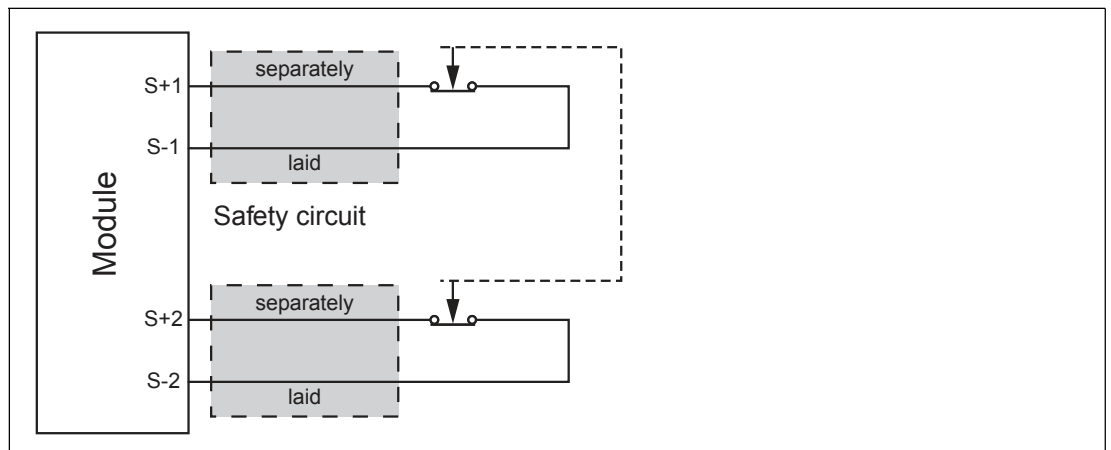 Module
S+1
separately
S-1
laid
Safety circuit
S+2
separately
S-2
laid